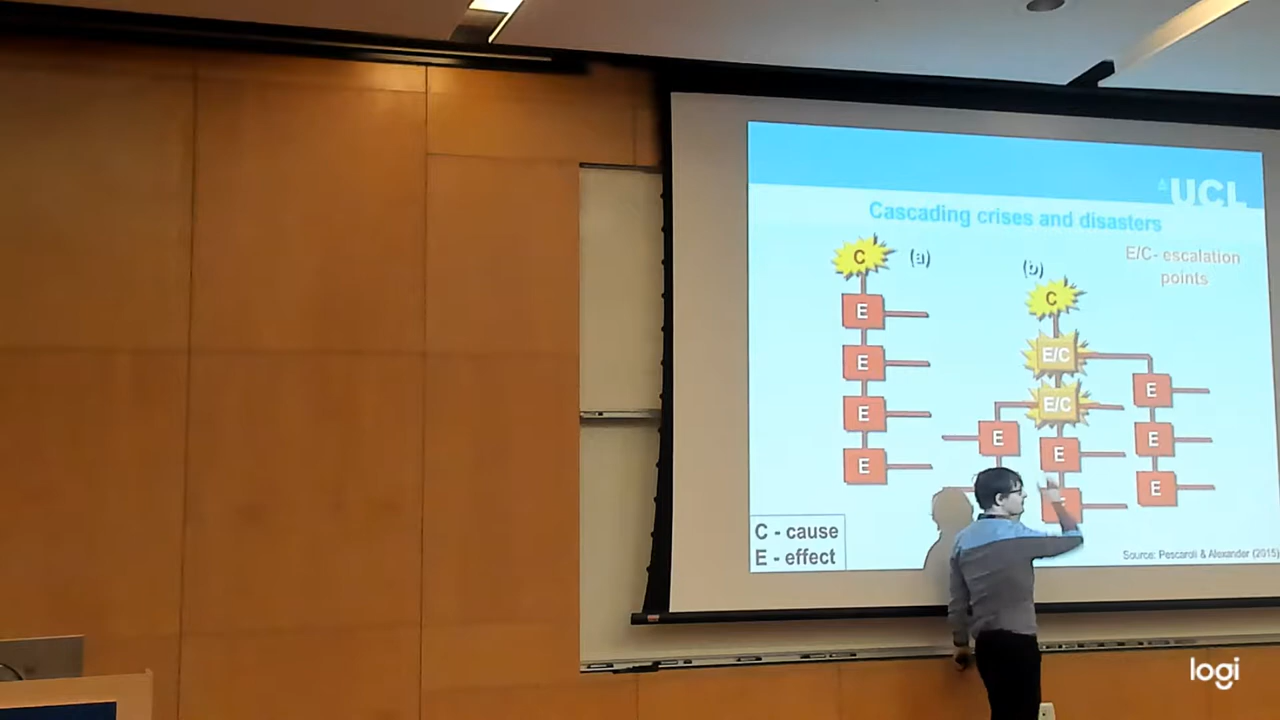 UCL
Cascading crises and disasters
C
(a)
E
E
E
E
(b)
E/C- escalation
points
C
E/C
E/C
E
E
E
E
E
E
C - cause
E - effect
Source: Pescaroli & Alexander (2015)
logi